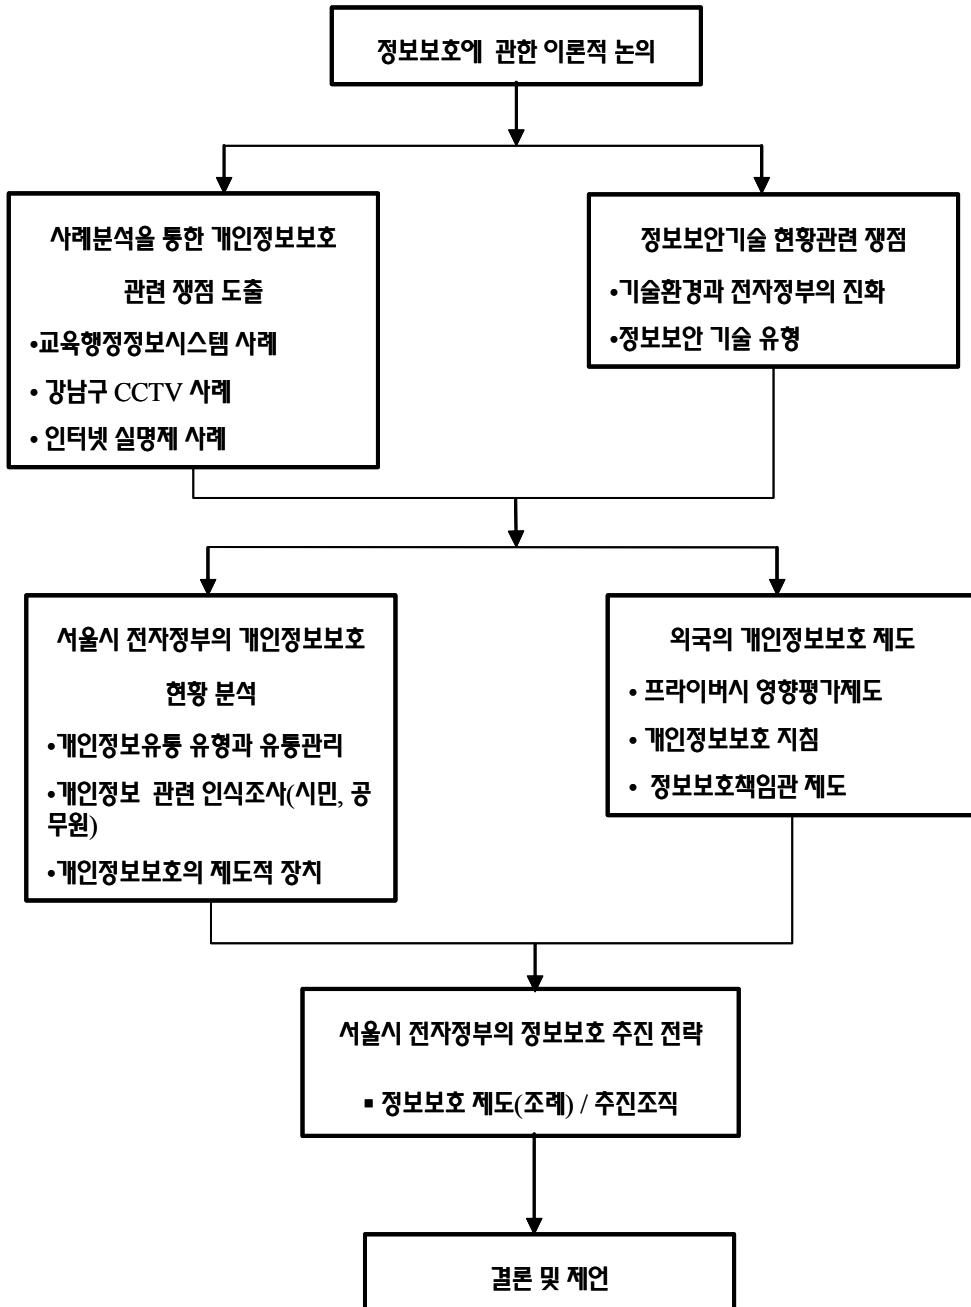 정보보호에 관한 이론적 논의
사례분석을 통한 개인정보보호
관련 쟁점 도출
•교육행정정보시스템 사례
• 강남구 CCTV 사례
• 인터넷 실명제 사례
정보보안기술 현황관련 쟁점
•기술환경과 전자정부의 진화
•정보보안 기술 유형
서울시 전자정부의 개인정보보호
현황 분석
•개인정보유통 유형과 유통관리
•개인정보 관련 인식조사(시민, 공
무원)
•개인정보보호의 제도적 장치
외국의 개인정보보호 제도
• 프라이버시 영향평가제도
• 개인정보보호 지침
• 정보보호책임관 제도
서울시 전자정부의 정보보호 추진 전략
▪ 정보보호 제도(조례) / 추진조직
결론 및 제언